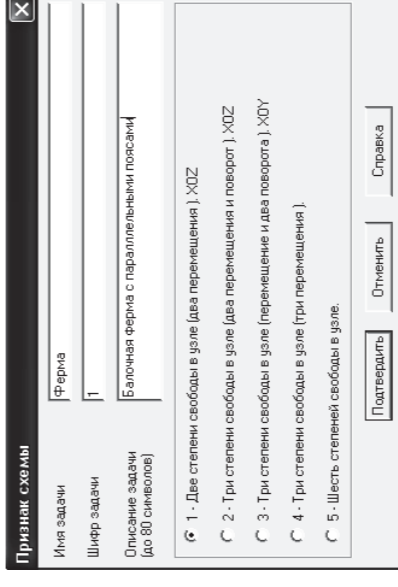 Признак схемы
Имя задачи
Ферма
Шифр задачи
1
Описание задачи
(до 80 символов)
Балочная ферма с параллельными поясами
1 - Две степени свободы в узле (два перемещения ). XOZ
2 - Три степени свободы в узле (два перемещения и поворот ). XOZ
3 - Три степени свободы в узле (перемещение и два поворота ). XOY
4 - Три степени свободы в узле (три перемещения ).
5 - Шесть степеней свободы в узле.
Подтвердить
Отменить
Справка